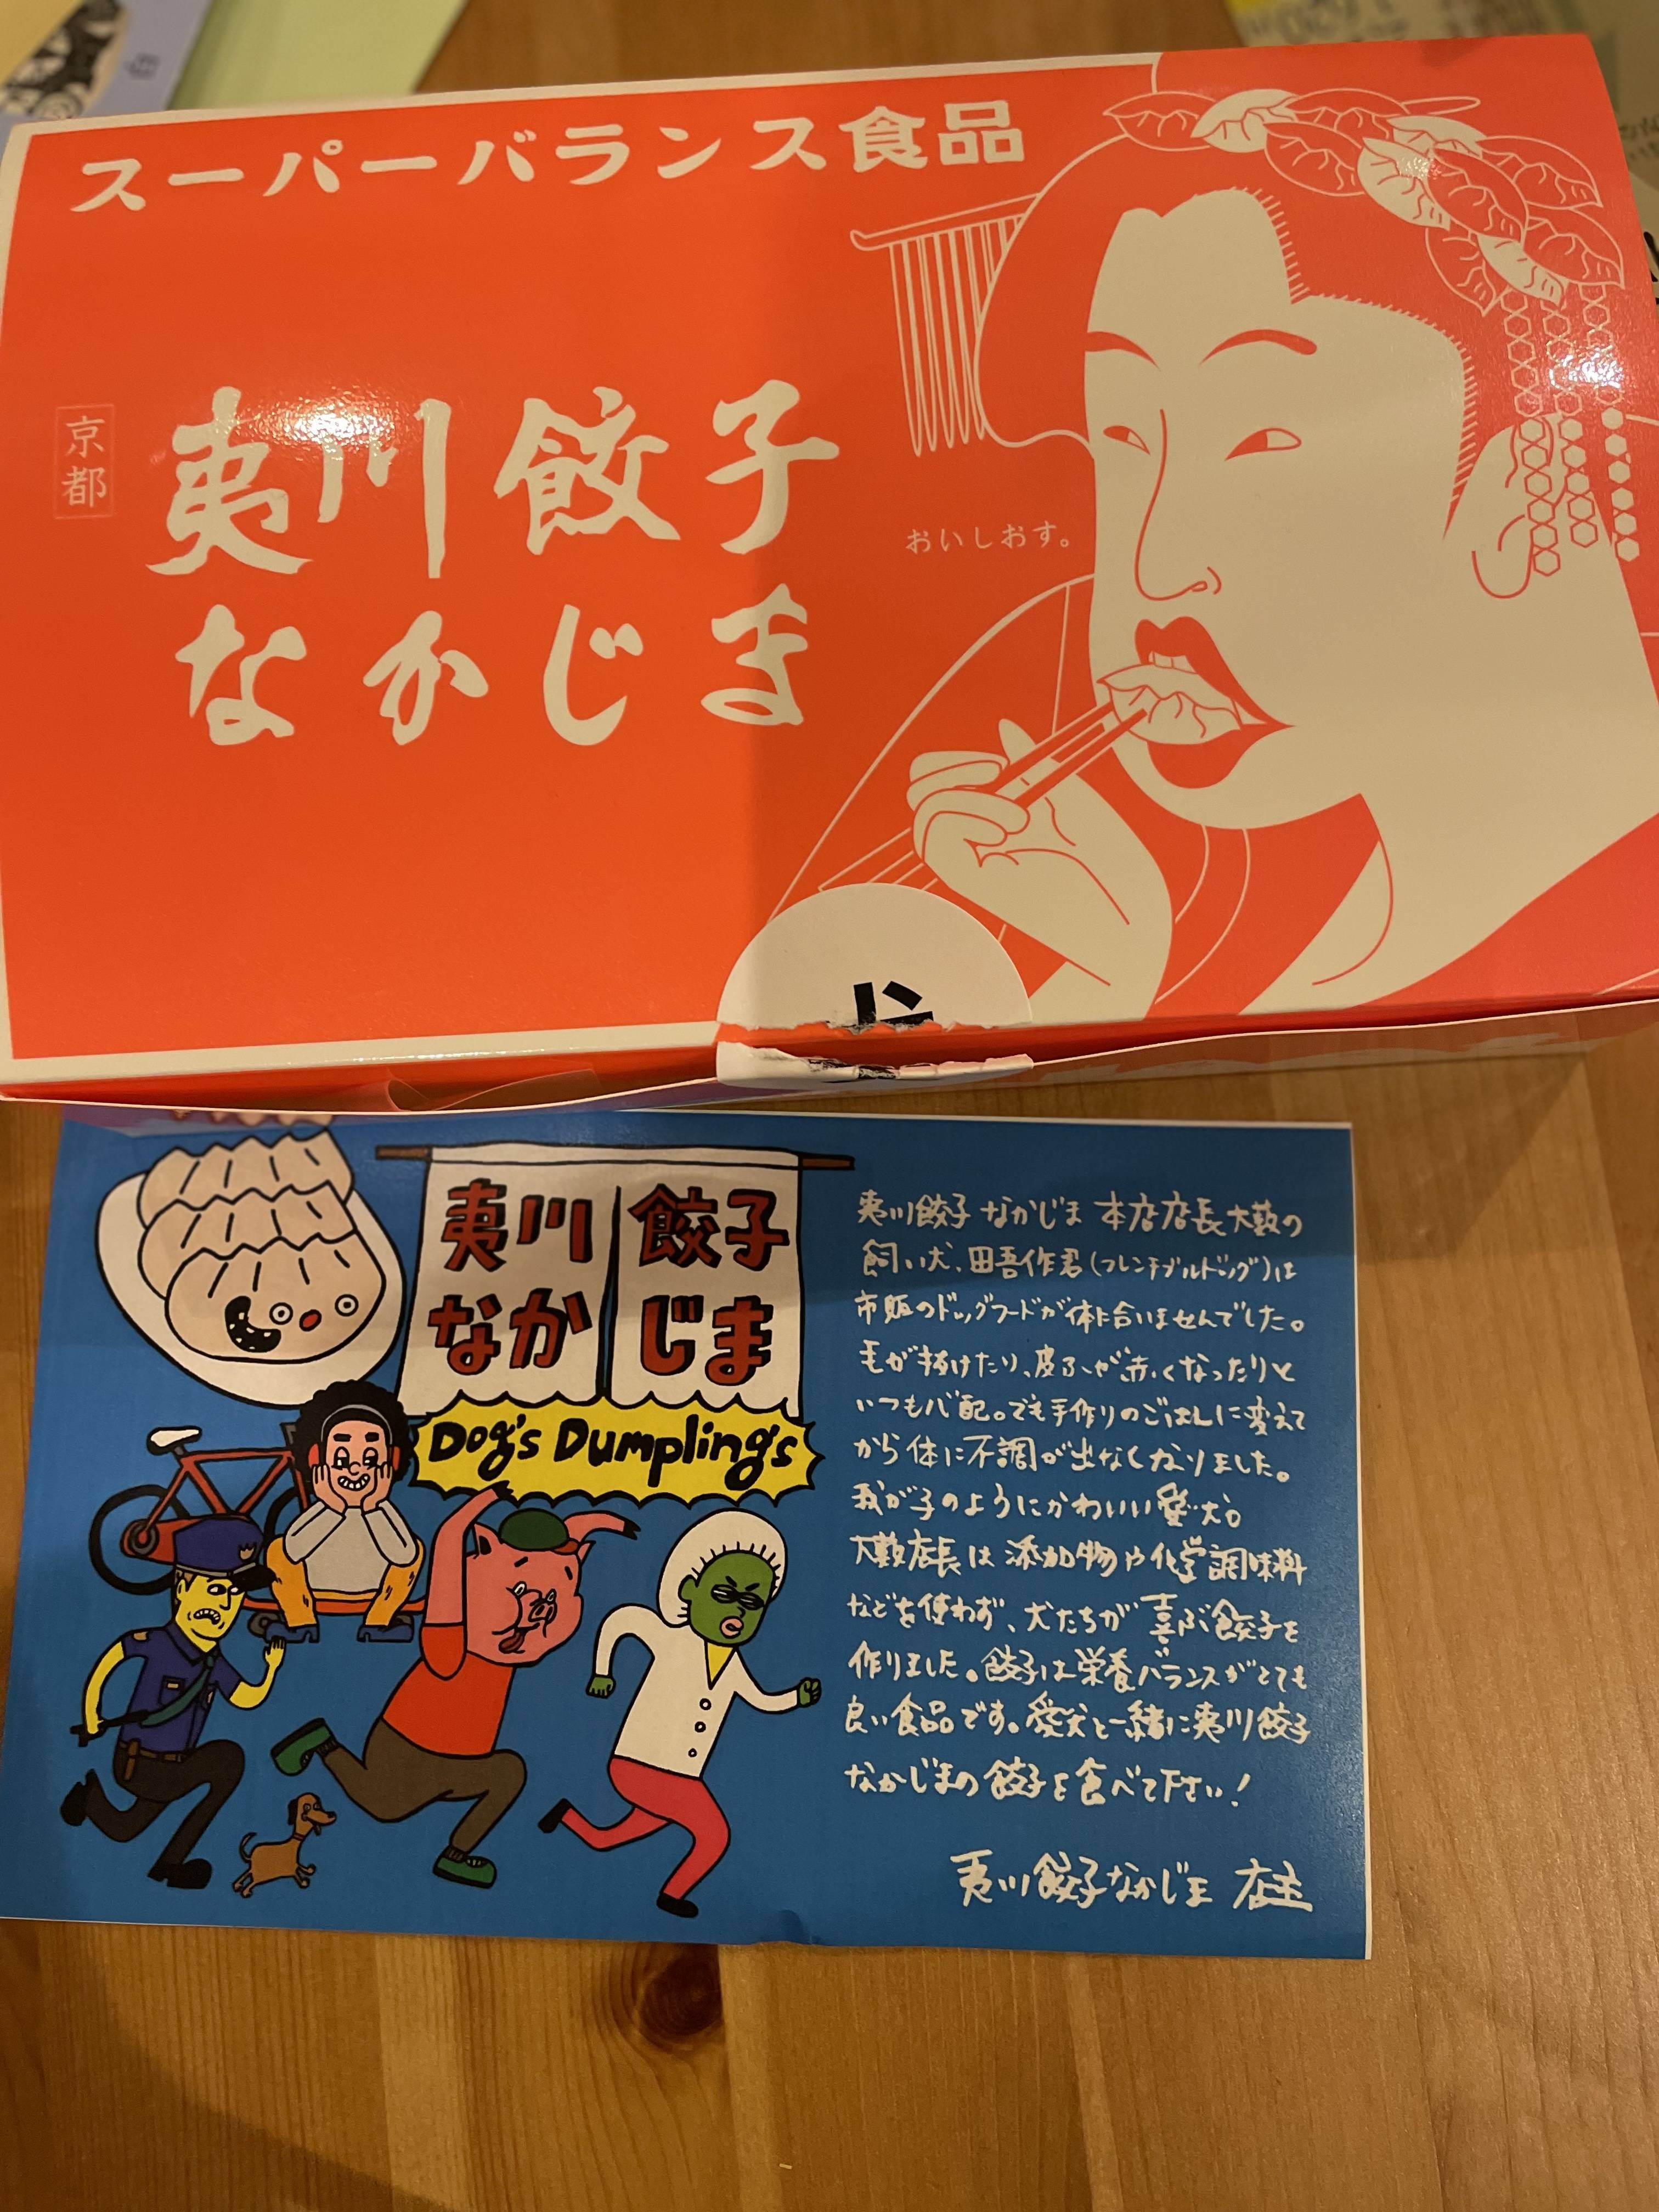 スーパーバランス食品
京都
夷川餃子
なかじま
おいしおす。
夷川餃子
なかじま
Dog's Dumplings
夷川餃子なかじま 本店店長大薮の
飼い犬、田吾作君(フレンチブルドッグ)は
市販のドッグフードが体に合いませんでした。
毛が抜けたり、皮フが赤くなったりと
いつも心配。でも手作りのごはんに変えて
から体に不調が出なくなりました。
我が子のようにかわいい愛犬。
大薮店長は添加物や化学調味料
などを使わず、犬たちが喜ぶ餃子を
作りました。餃子は栄養バランスがとても
良い食品です。愛犬と一緒に夷川餃子
なかじまの餃子を食べて下さい!
夷川餃子なかじま 店主